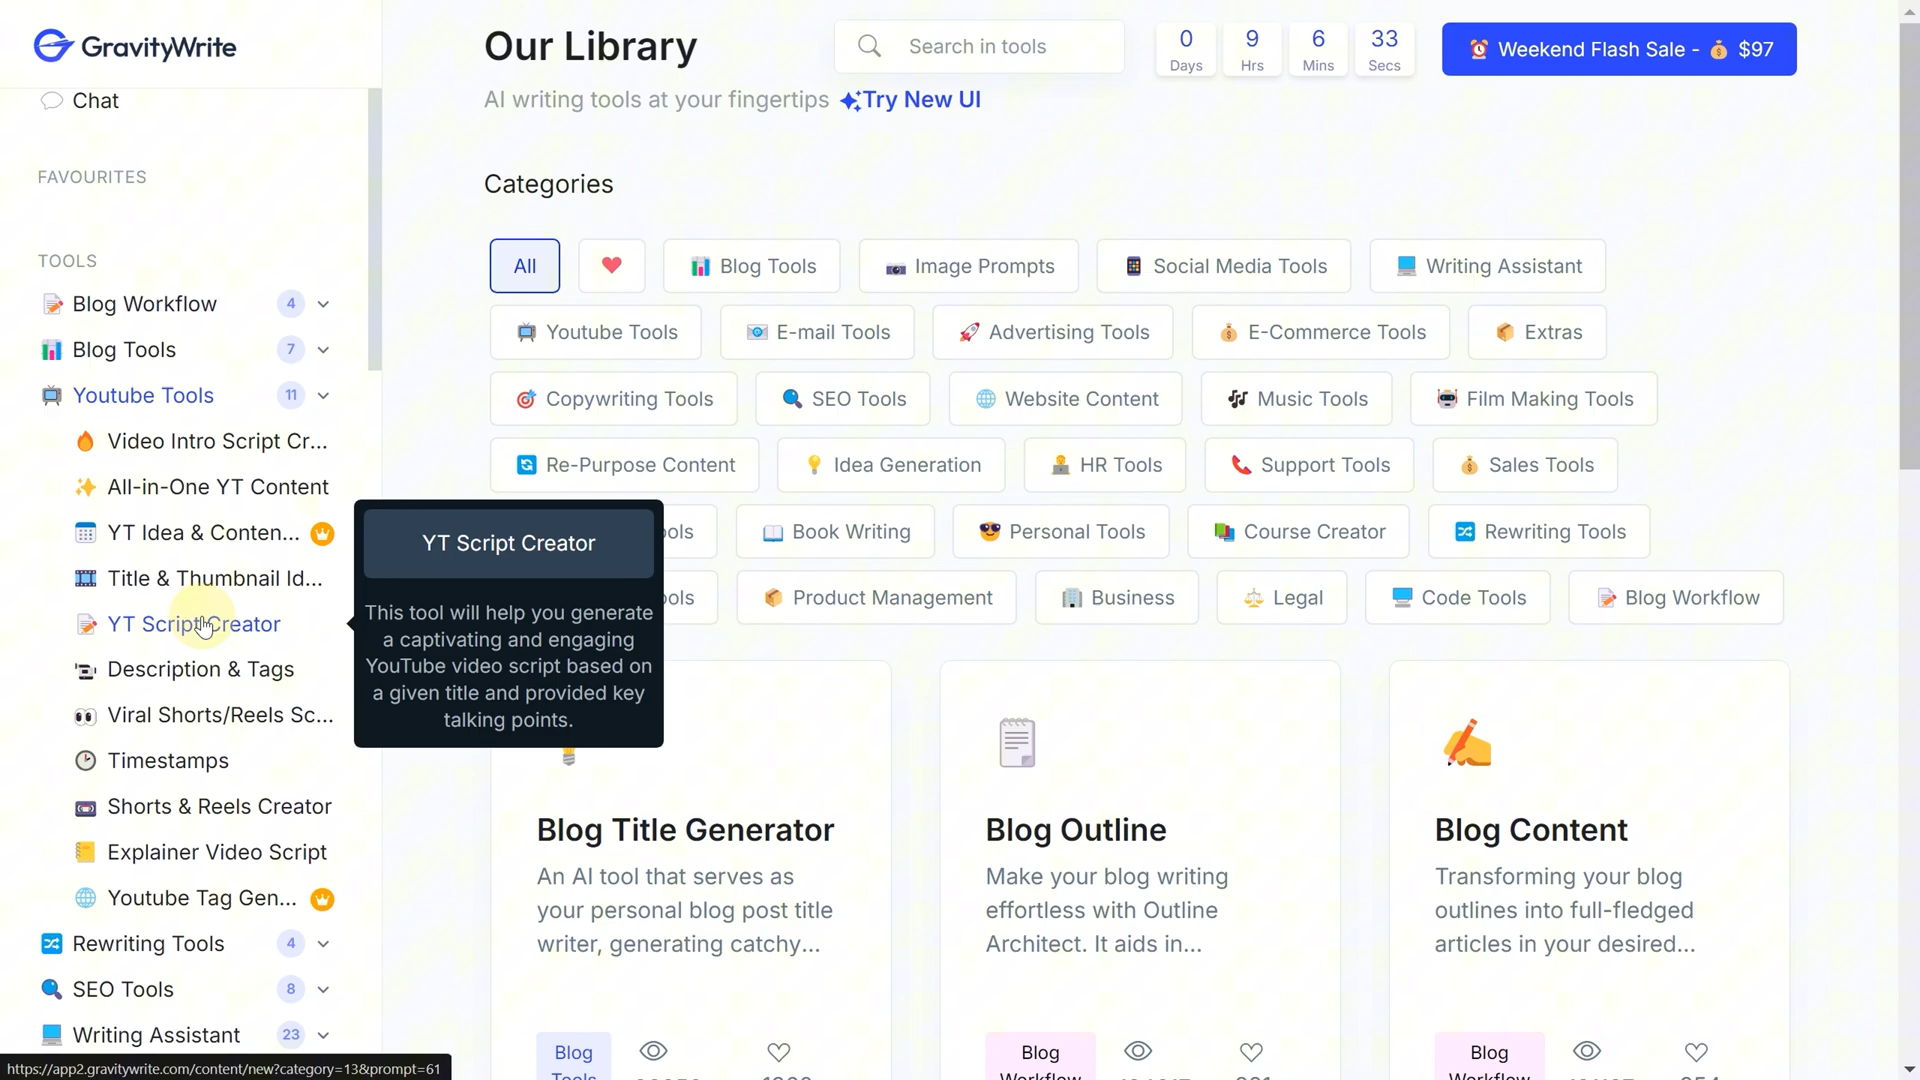 GravityWrite
Chat
FAVOURITES
TOOLS
Blog Workflow 4
Blog Tools 7
Youtube Tools 11
Video Intro Script Cr...
All-in-One YT Content
YT Idea & Conten...
Title & Thumbnail Id...
YT Script Creator
Description & Tags
Viral Shorts/Reels Sc...
Timestamps
Shorts & Reels Creator
Explainer Video Script
Youtube Tag Gen...
Rewriting Tools 4
SEO Tools 8
Writing Assistant 23
https://app2.gravitywrite.com/content/new?category=13&prompt=61
YT Script Creator
This tool will help you generate
a captivating and engaging
YouTube video script based on
a given title and provided key
talking points.
Our Library
Search in tools
0 Days 9 Hrs 6 Mins 33 Secs
Weekend Flash Sale - $97
AI writing tools at your fingertips Try New UI
Categories
All Blog Tools Image Prompts Social Media Tools Writing Assistant
Youtube Tools E-mail Tools Advertising Tools E-Commerce Tools Extras
Copywriting Tools SEO Tools Website Content Music Tools Film Making Tools
Re-Purpose Content Idea Generation HR Tools Support Tools Sales Tools
ols Book Writing Personal Tools Course Creator Rewriting Tools
ols Product Management Business Legal Code Tools Blog Workflow
Blog Title Generator
An AI tool that serves as
your personal blog post title
writer, generating catchy...
Blog
Tools
Blog Outline
Make your blog writing
effortless with Outline
Architect. It aids in...
Blog
Workflow
Blog Content
Transforming your blog
outlines into full-fledged
articles in your desired...
Blog
Workflow